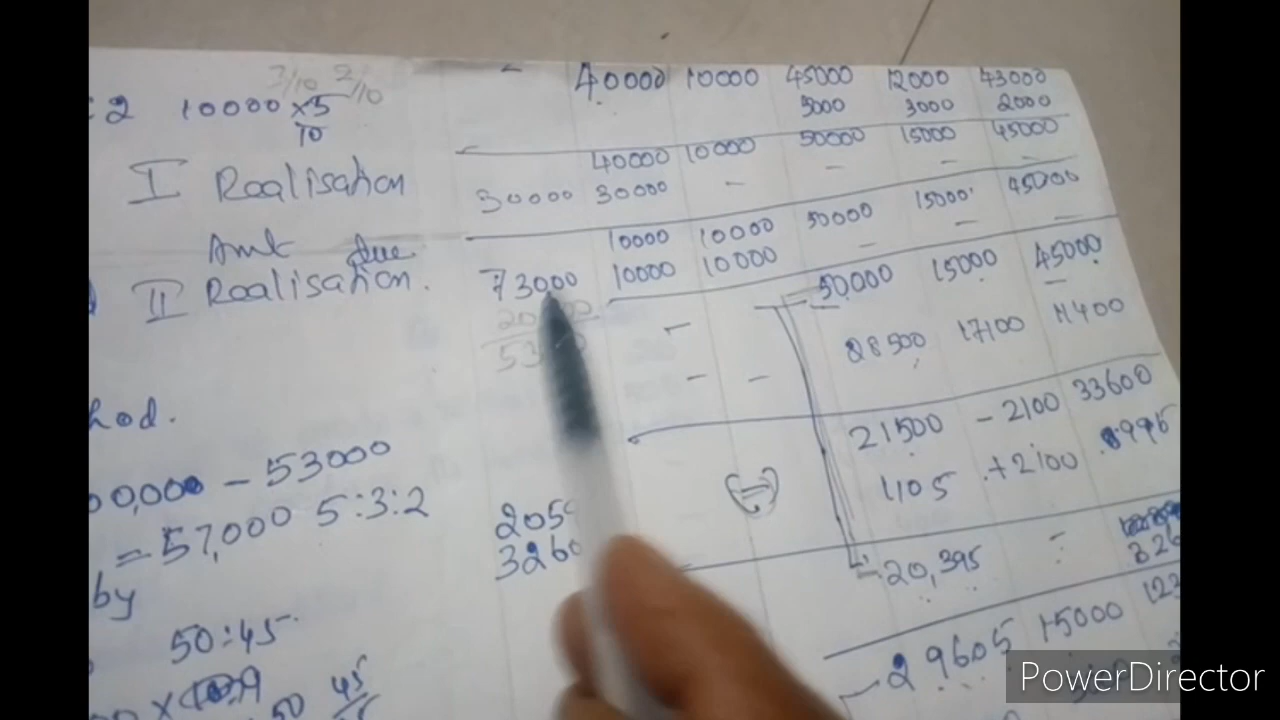 3/10 2/10
- 40000 10000 45000 12000 43000
:2 10000 ×5 5000 3000 2000
10
40000 10000 50000 15000 45000
I Realisation 30000 30000 - - - -
10000 10000 50000 15000 45000
Amt due
II Realisation. 73000 10000 10000 - - -
50000 15000 45000
- 28500 17100 11400
- -
hod. 21500 - 2100 33600
00,000 - 53000 1105 + 2100
= 57,000 5:3:2
20,395 -
by
50:45 29605 15000
45
PowerDirector